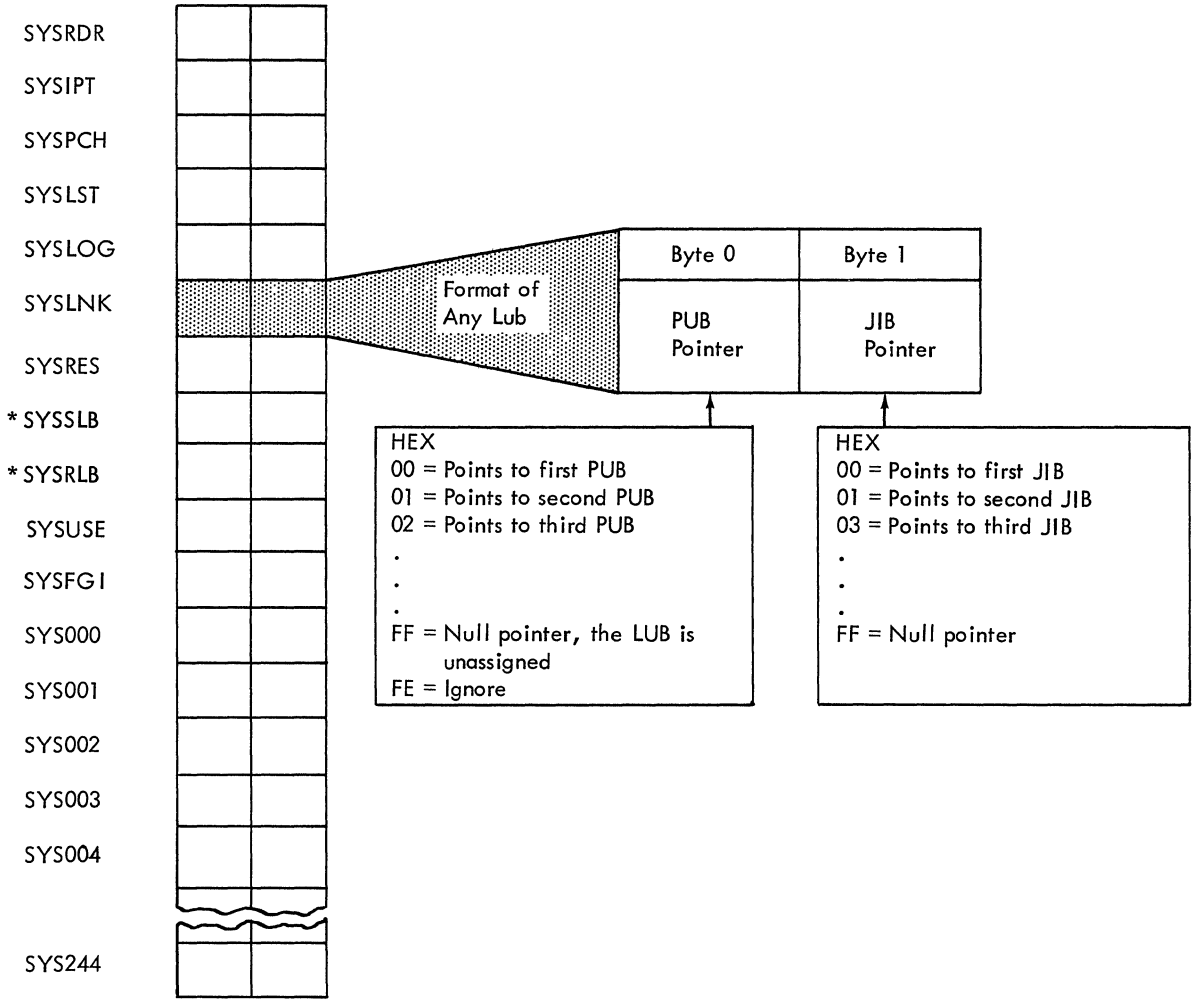 SYSRDR
SYSIPT
SYSPCH
SYSLST
SYSLOG
SYSLNK
SYSRES
* SYSSLB
* SYSRLB
SYSUSE
SYSFGI
SYS000
SYS001
SYS002
SYS003
SYS004
SYS244
Format of
Any Lub
Byte 0
Byte 1
PUB
Pointer
JIB
Pointer
HEX
00 = Points to first PUB
01 = Points to second PUB
02 = Points to third PUB
.
.
.
FF = Null pointer, the LUB is
unassigned
FE = Ignore
HEX
00 = Points to first JIB
01 = Points to second JIB
03 = Points to third JIB
.
.
.
FF = Null pointer